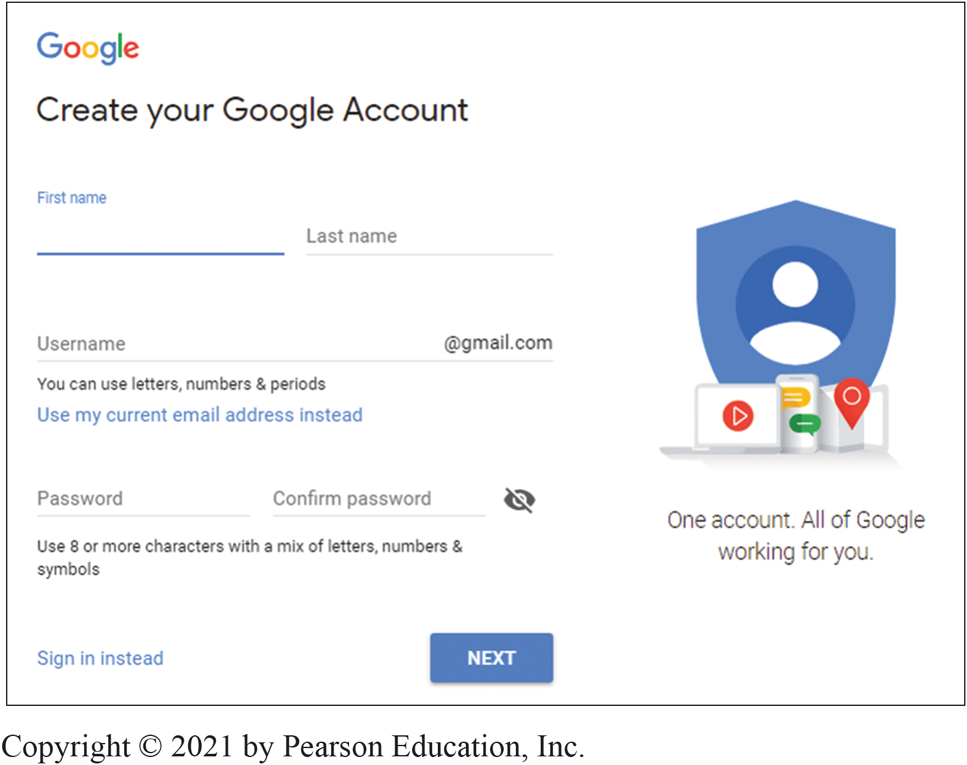 Google
Create your Google Account
First name
Last name
Username
@gmail.com
You can use letters, numbers & periods
Use my current email address instead
Password
Confirm password
Use 8 or more characters with a mix of letters, numbers &
symbols
One account. All of Google
working for you.
Sign in instead
NEXT
Copyright © 2021 by Pearson Education, Inc.